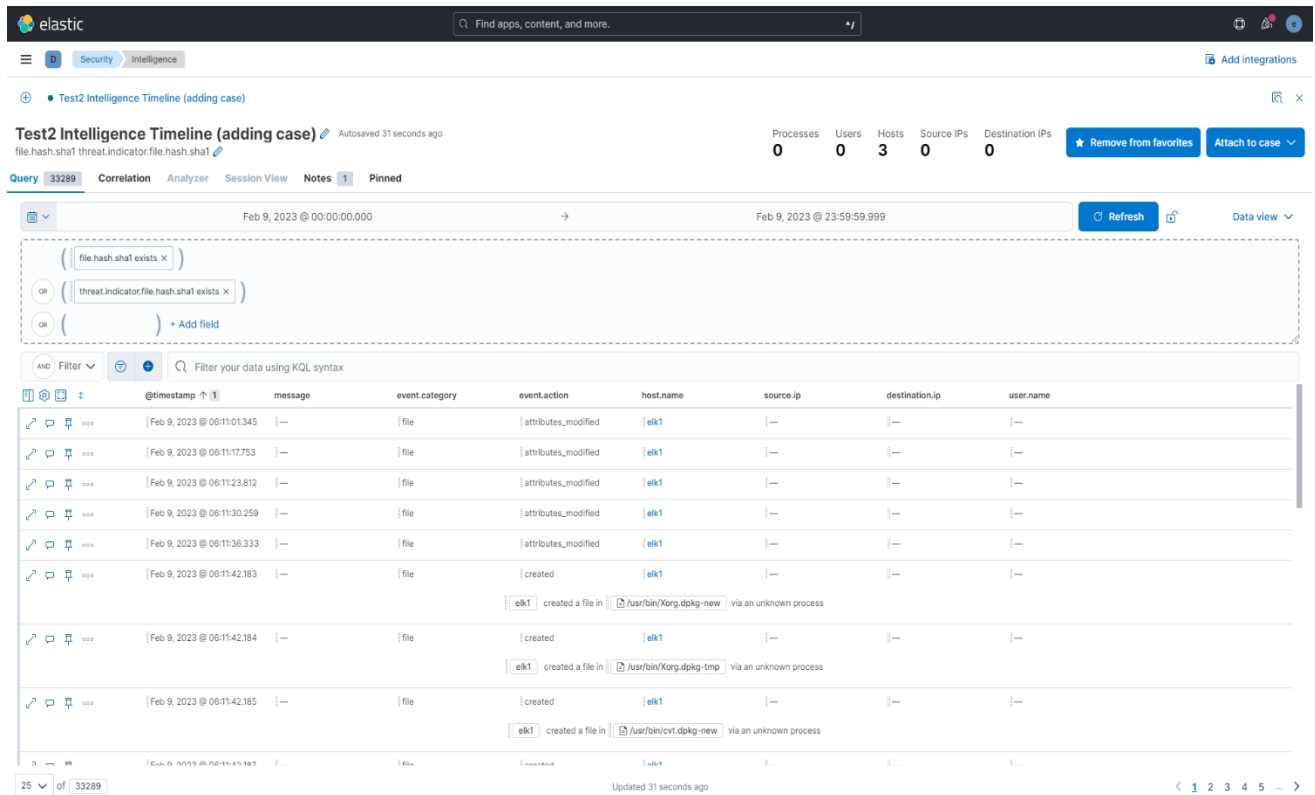 elastic
Find apps, content, and more.
^/
e
D
Security
Intelligence
Add integrations
Test2 Intelligence Timeline (adding case)
Test2 Intelligence Timeline (adding case)
Autosaved 31 seconds ago
file.hash.sha1 threat.indicator.file.hash.sha1
Processes Users Hosts Source IPs Destination IPs
0 0 3 0 0
Remove from favorites
Attach to case
Query 33289 Correlation Analyzer Session View Notes 1 Pinned
Feb 9, 2023 @ 00:00:00.000 → Feb 9, 2023 @ 23:59:59.999
Refresh
Data view
( file.hash.sha1 exists × )
OR ( threat.indicator.file.hash.sha1 exists × )
OR ( ) + Add field
AND Filter
Filter your data using KQL syntax
@timestamp ↑ 1 message event.category event.action host.name source.ip destination.ip user.name
Feb 9, 2023 @ 06:11:01.345 — file attributes_modified elk1 — — —
Feb 9, 2023 @ 06:11:17.753 — file attributes_modified elk1 — — —
Feb 9, 2023 @ 06:11:23.812 — file attributes_modified elk1 — — —
Feb 9, 2023 @ 06:11:30.259 — file attributes_modified elk1 — — —
Feb 9, 2023 @ 06:11:36.333 — file attributes_modified elk1 — — —
Feb 9, 2023 @ 06:11:42.183 — file created elk1 — — —
elk1 created a file in /usr/bin/Xorg.dpkg-new via an unknown process
Feb 9, 2023 @ 06:11:42.184 — file created elk1 — — —
elk1 created a file in /usr/bin/Xorg.dpkg-tmp via an unknown process
Feb 9, 2023 @ 06:11:42.185 — file created elk1 — — —
elk1 created a file in /usr/bin/cvt.dpkg-new via an unknown process
Feb 9, 2023 @ 06:11:42.187 — file created elk1 — — —
25 of 33289
Updated 31 seconds ago
< 1 2 3 4 5 ... >